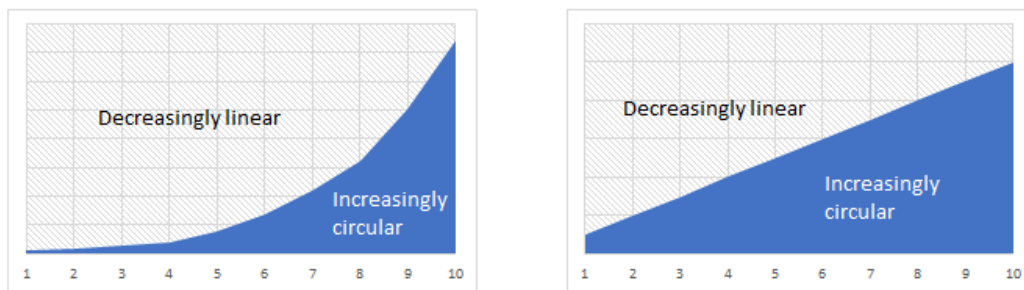 Decreasingly linear
Increasingly
circular
1 2 3 4 5 6 7 8 9 10
Decreasingly linear
Increasingly
circular
1 2 3 4 5 6 7 8 9 10